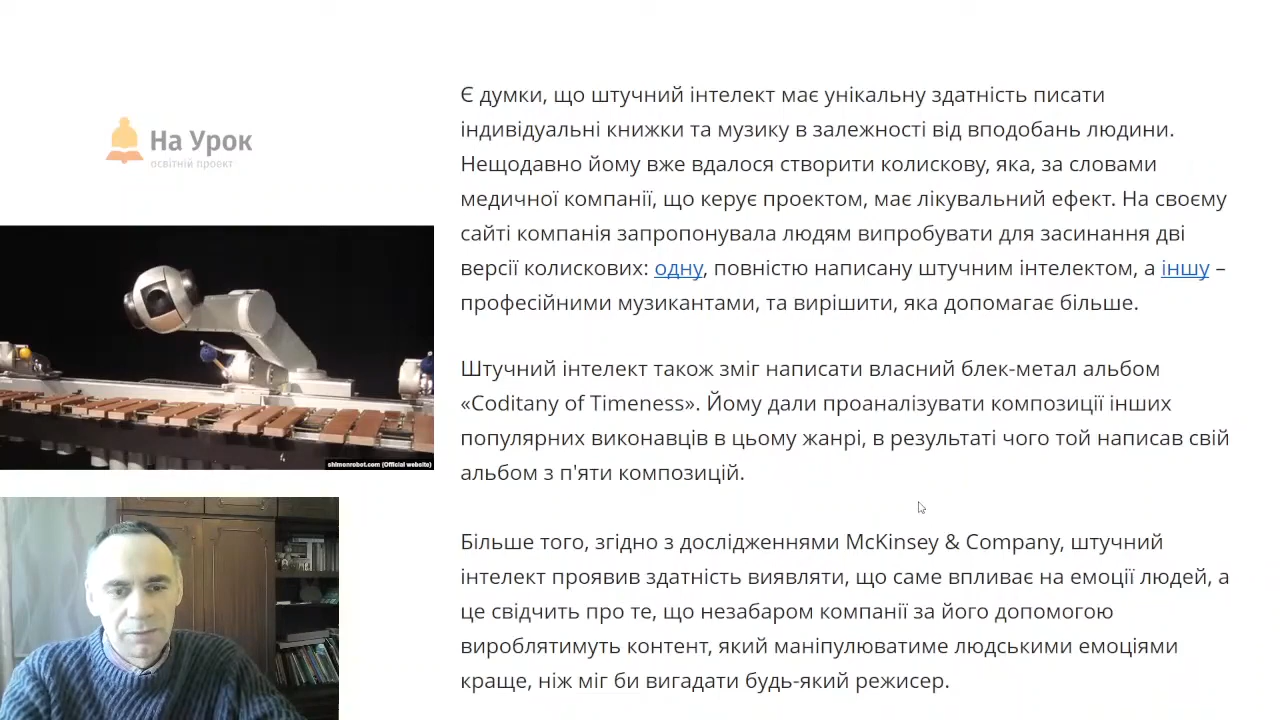 На Урок
освітній проект
Є думки, що штучний інтелект має унікальну здатність писати
індивідуальні книжки та музику в залежності від вподобань людини.
Нещодавно йому вже вдалося створити колискову, яка, за словами
медичної компанії, що керує проектом, має лікувальний ефект. На своєму
сайті компанія запропонувала людям випробувати для засинання дві
версії колискових: одну, повністю написану штучним інтелектом, а іншу –
професійними музикантами, та вирішити, яка допомагає більше.
Штучний інтелект також зміг написати власний блек-метал альбом
«Coditany of Timeness». Йому дали проаналізувати композиції інших
популярних виконавців в цьому жанрі, в результаті чого той написав свій
альбом з п'яти композицій.
Більше того, згідно з дослідженнями McKinsey & Company, штучний
інтелект проявив здатність виявляти, що саме впливає на емоції людей, а
це свідчить про те, що незабаром компанії за його допомогою
вироблятимуть контент, який маніпулюватиме людськими емоціями
краще, ніж міг би вигадати будь-який режисер.
shimonrobot.com (Official website)